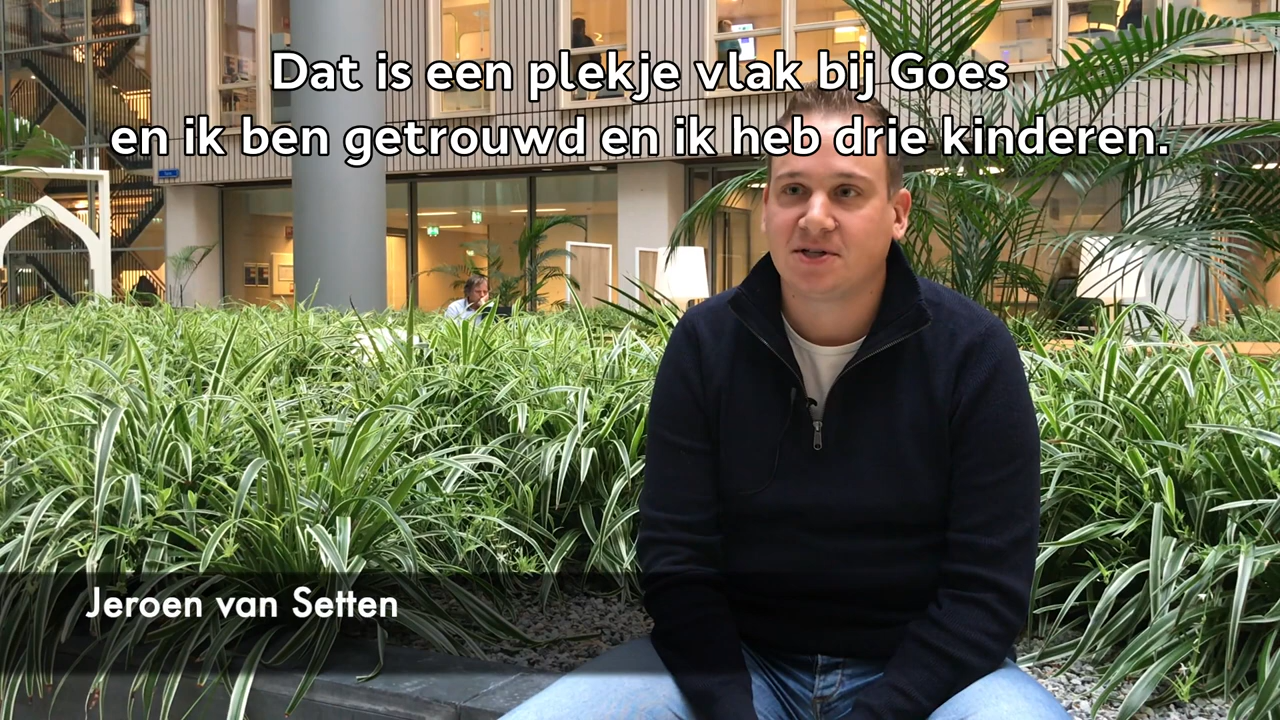 Dat is een plekje vlak bij Goes
en ik ben getrouwd en ik heb drie kinderen.
Jeroen van Setten